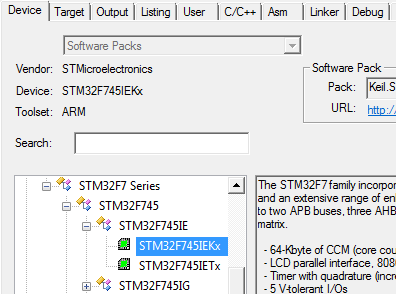 Device Target Output Listing User C/C++ Asm Linker Debug
Software Packs
Vendor: STMicroelectronics
Device: STM32F745IEKx
Toolset: ARM
Search:
Software Pack
Pack: Keil.S
URL: http:/
STM32F7 Series
STM32F745
STM32F745IE
STM32F745IEKx
STM32F745IETx
STM32F745IG
The STM32F7 family incorpor
and an extensive range of en
to two APB buses, three AHB
matrix.
- 64-Kbyte of CCM (core cou
- LCD parallel interface, 8080
- Timer with quadrature (incre
- 5 V-tolerant I/Os